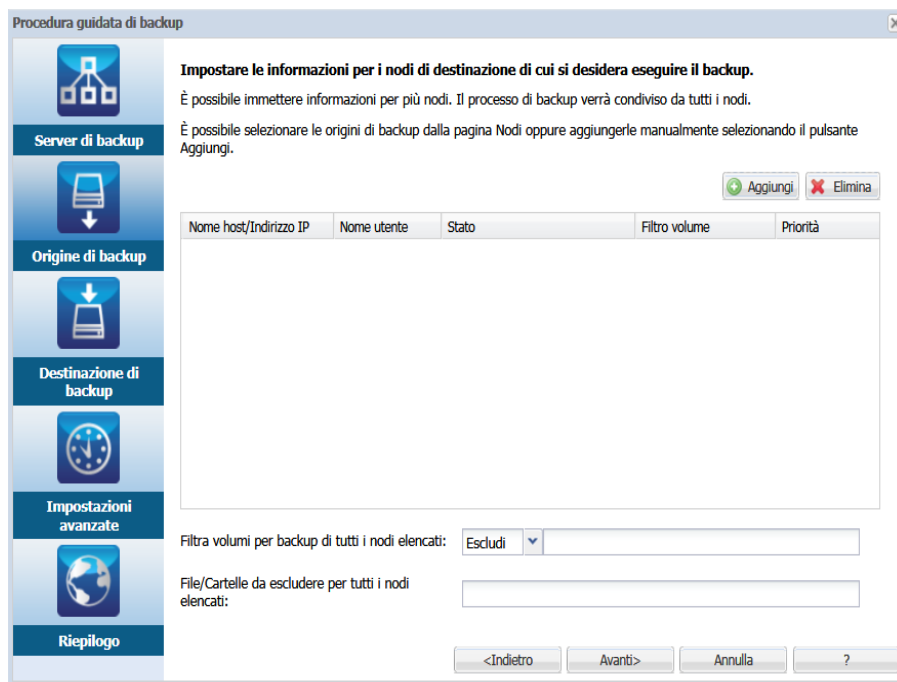 Procedura guidata di backup
Server di backup
Origine di backup
Destinazione di
backup
Impostazioni
avanzate
Riepilogo
Impostare le informazioni per i nodi di destinazione di cui si desidera eseguire il backup.
È possibile immettere informazioni per più nodi. Il processo di backup verrà condiviso da tutti i nodi.
È possibile selezionare le origini di backup dalla pagina Nodi oppure aggiungerle manualmente selezionando il pulsante
Aggiungi.
Aggiungi Elimina
Nome host/Indirizzo IP Nome utente Stato Filtro volume Priorità
Filtra volumi per backup di tutti i nodi elencati: Escludi
File/Cartelle da escludere per tutti i nodi
elencati:
<Indietro Avanti> Annulla ?